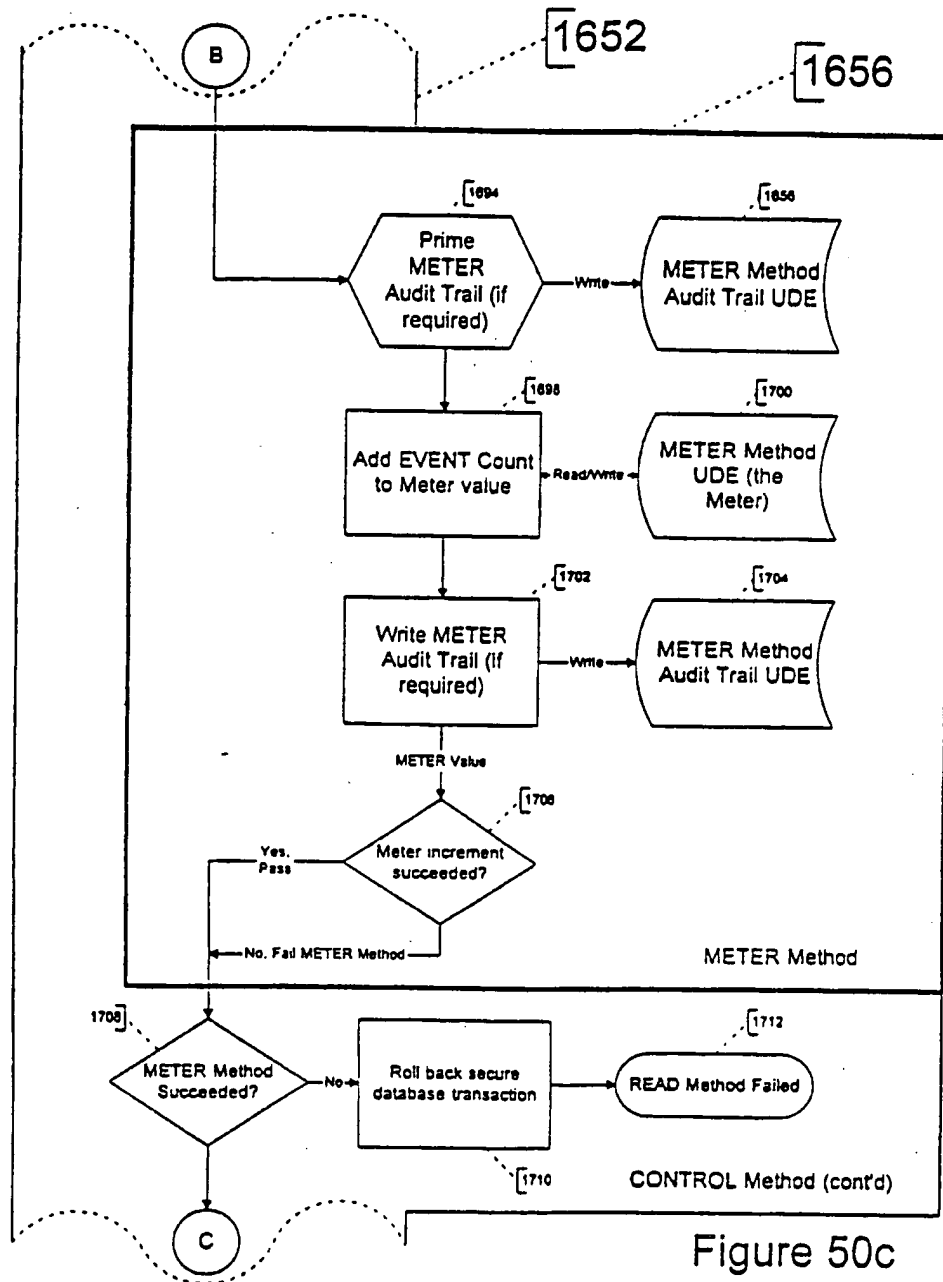 B
1652
1656
1694
Prime
METER
Audit Trail (if
required)
Write
1656
METER Method
Audit Trail UDE
1698
Add EVENT Count
to Meter value
Read/Write
1700
METER Method
UDE (the
Meter)
1702
Write METER
Audit Trail (if
required)
Write
1704
METER Method
Audit Trail UDE
METER Value
1706
Meter increment
succeeded?
Yes,
Pass
No, Fail METER Method
METER Method
1708
METER Method
Succeeded?
No
Roll back secure
database transaction
1710
1712
READ Method Failed
CONTROL Method (cont'd)
C
Figure 50c